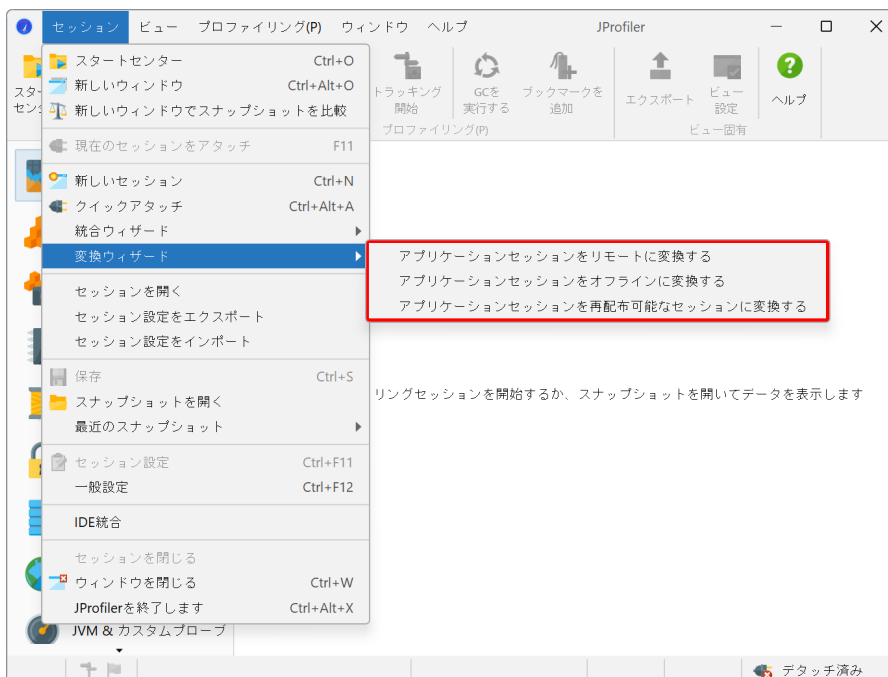 セッション ビュー プロファイリング(P) ウィンドウ ヘルプ JProfiler
スタートセンター Ctrl+O
新しいウィンドウ Ctrl+Alt+O
新しいウィンドウでスナップショットを比較
現在のセッションをアタッチ F11
新しいセッション Ctrl+N
クイックアタッチ Ctrl+Alt+A
統合ウィザード
変換ウィザード
セッションを開く
セッション設定をエクスポート
セッション設定をインポート
保存 Ctrl+S
スナップショットを開く
最近のスナップショット
セッション設定 Ctrl+F11
一般設定 Ctrl+F12
IDE統合
セッションを閉じる
ウィンドウを閉じる Ctrl+W
JProfilerを終了します Ctrl+Alt+X
アプリケーションセッションをリモートに変換する
アプリケーションセッションをオフラインに変換する
アプリケーションセッションを再配布可能なセッションに変換する
スタ
セン
トラッキング
開始
GCを
実行する
ブックマークを
追加
エクスポート
ビュー
設定
ヘルプ
プロファイリング(P)
ビュー固有
リングセッションを開始するか、スナップショットを開いてデータを表示します
JVM & カスタムプローブ
デタッチ済み